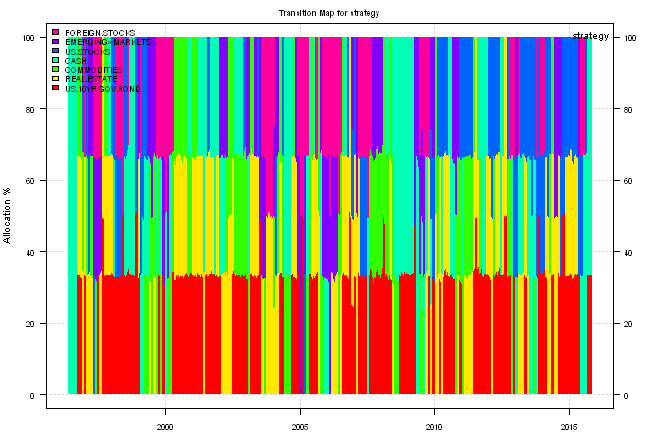 Transition Map for strategy
strategy
FOREIGN.STOCKS
EMERGING>MARKETS
US.STOCKS
CASH
COMMODITIES
REAL.ESTATE
US.10YR.GOV.BOND
Allocation %
100
80
60
40
20
0
100
80
60
40
20
0
2000 2005 2010 2015